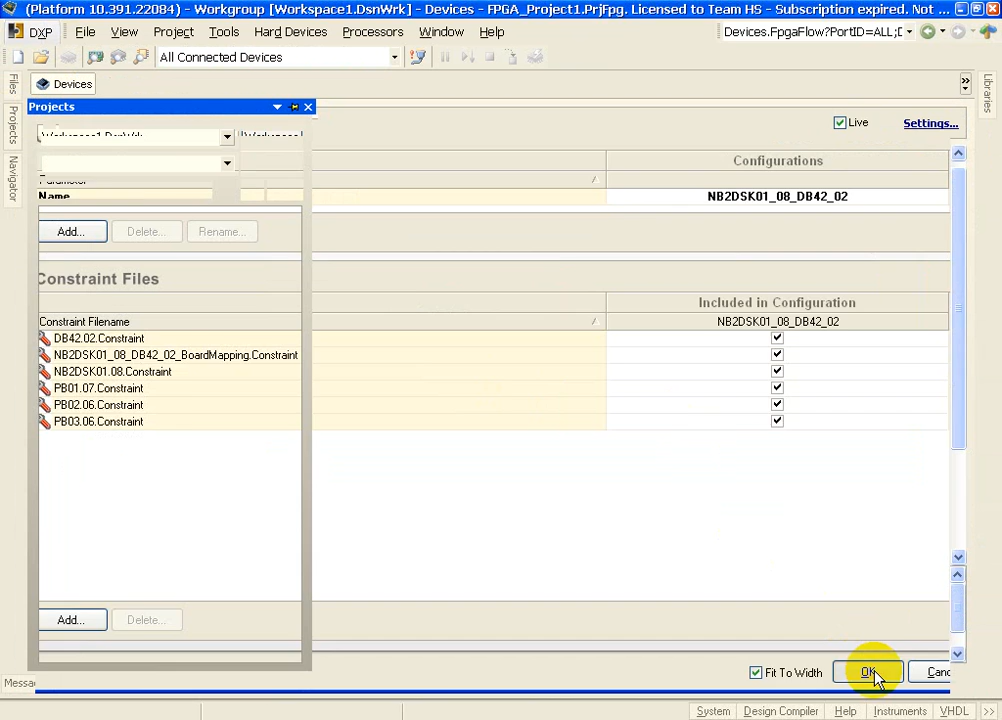 (Platform 10.391.22084) - Workgroup [Workspace1.DsnWrk] - Devices - FPGA_Project1.PrjFpg. Licensed to Team HS - Subscription expired. Not ...
DXP File View Project Tools Hard Devices Processors Window Help Devices.FpgaFlow?PortID=ALL;D
All Connected Devices
Devices
Files
Projects
Navigator
Libraries
Projects
Live Settings...
Workspace1.DsnWrk
Configurations
Parameter
Name NB2DSK01_08_DB42_02
Add... Delete... Rename...
Constraint Files
Included in Configuration
Constraint Filename NB2DSK01_08_DB42_02
DB42.02.Constraint
NB2DSK01_08_DB42_02_BoardMapping.Constraint
NB2DSK01.08.Constraint
PB01.07.Constraint
PB02.06.Constraint
PB03.06.Constraint
Add... Delete...
Fit To Width OK Canc
Messa
System Design Compiler Help Instruments VHDL >>